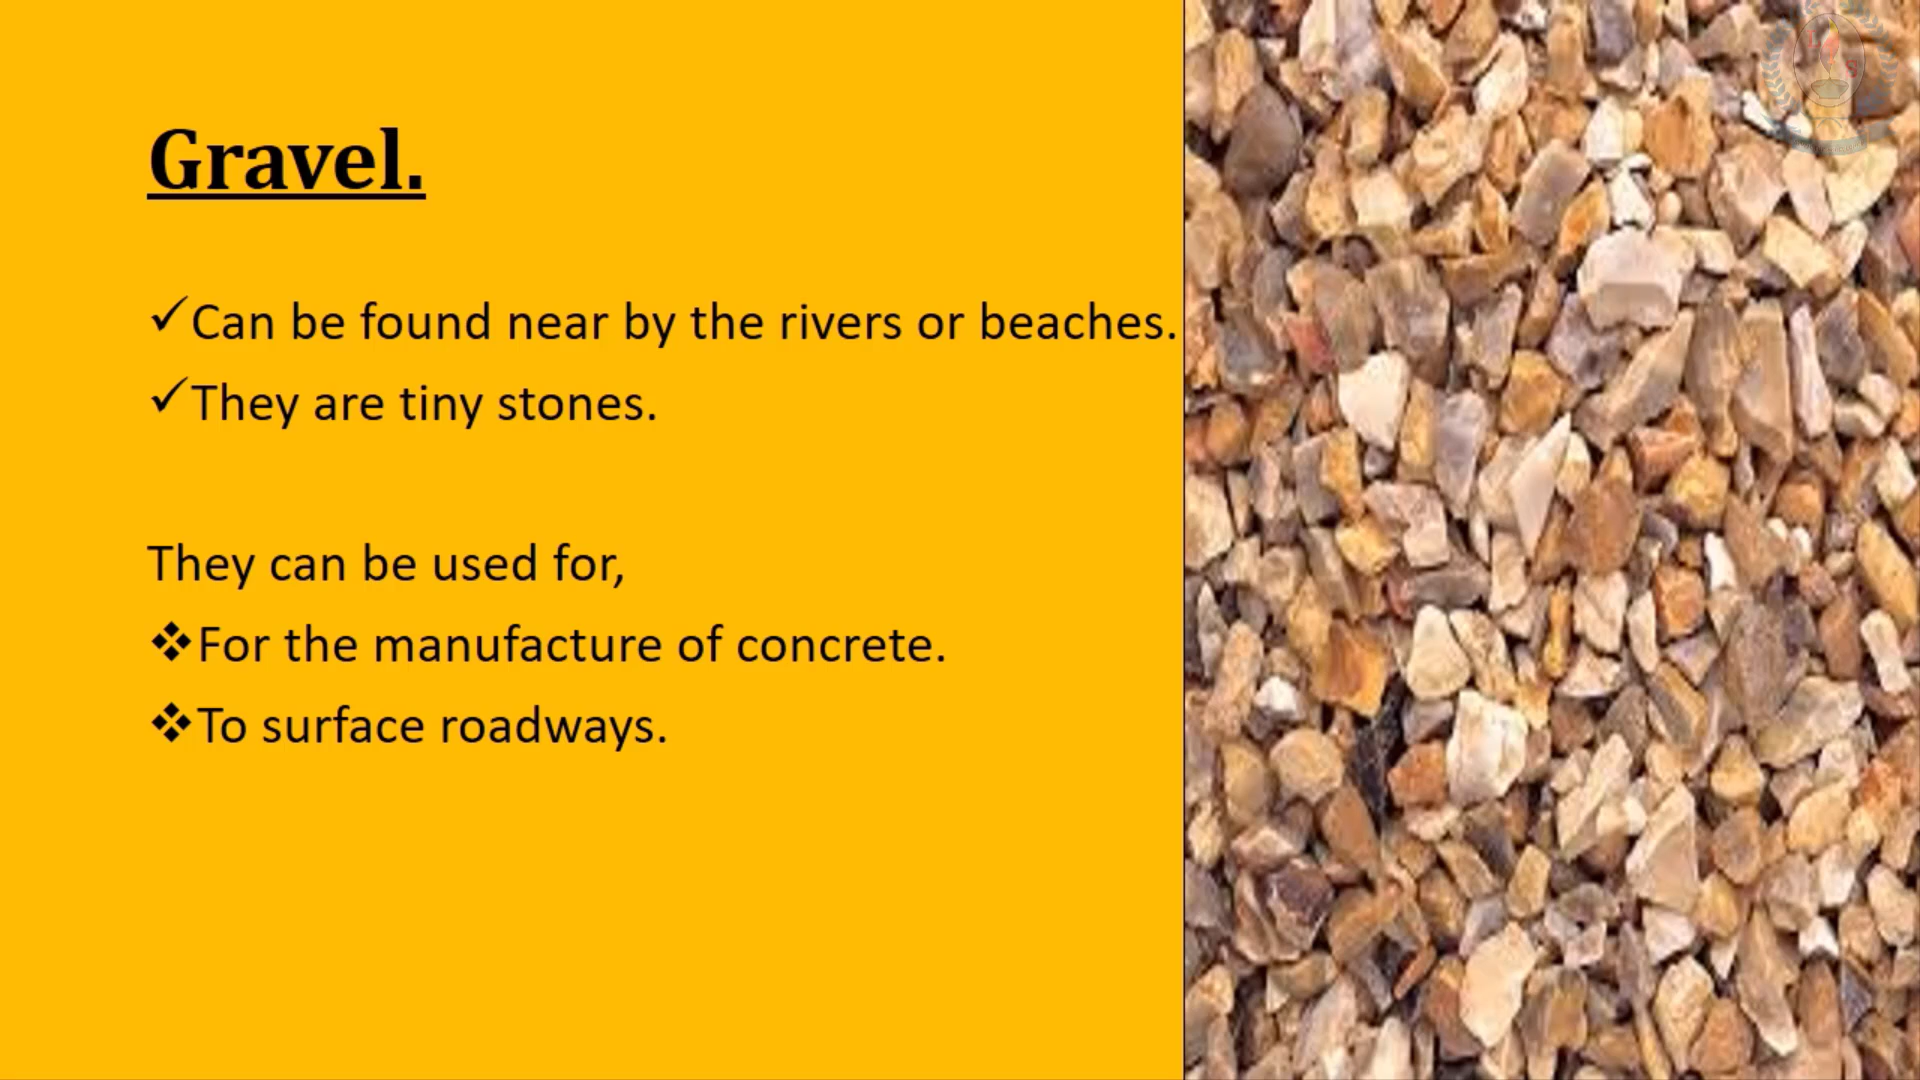 Gravel.
✓Can be found near by the rivers or beaches.
✓They are tiny stones.
They can be used for,
❖For the manufacture of concrete.
❖To surface roadways.